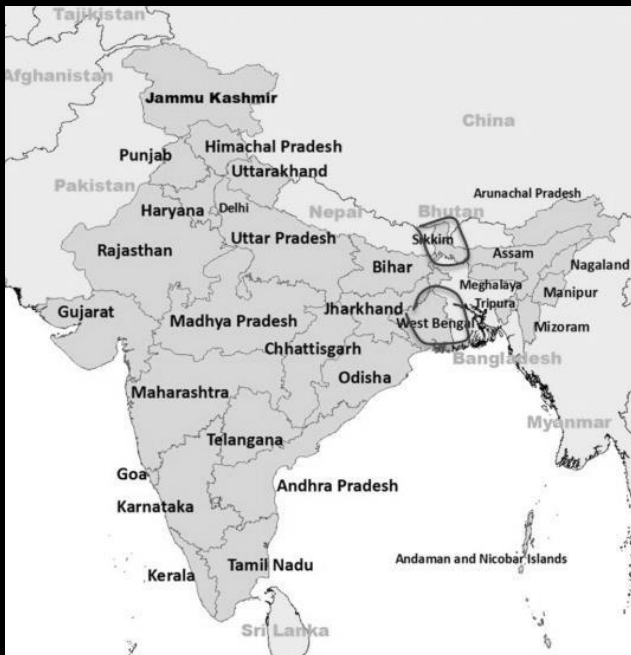 Tajikistan
Afghanistan
Jammu Kashmir
China
Himachal Pradesh
Punjab
Uttarakhand
Pakistan
Arunachal Pradesh
Haryana
Delhi
Nepal
Bhutan
Sikkim
Uttar Pradesh
Rajasthan
Assam
Bihar
Nagaland
Meghalaya
Manipur
Tripura
Gujarat
Jharkhand
Madhya Pradesh
West Bengal
Mizoram
Chhattisgarh
Bangladesh
Odisha
Maharashtra
Myanmar
Telangana
Goa
Andhra Pradesh
Karnataka
Andaman and Nicobar Islands
Tamil Nadu
Kerala
Sri Lanka